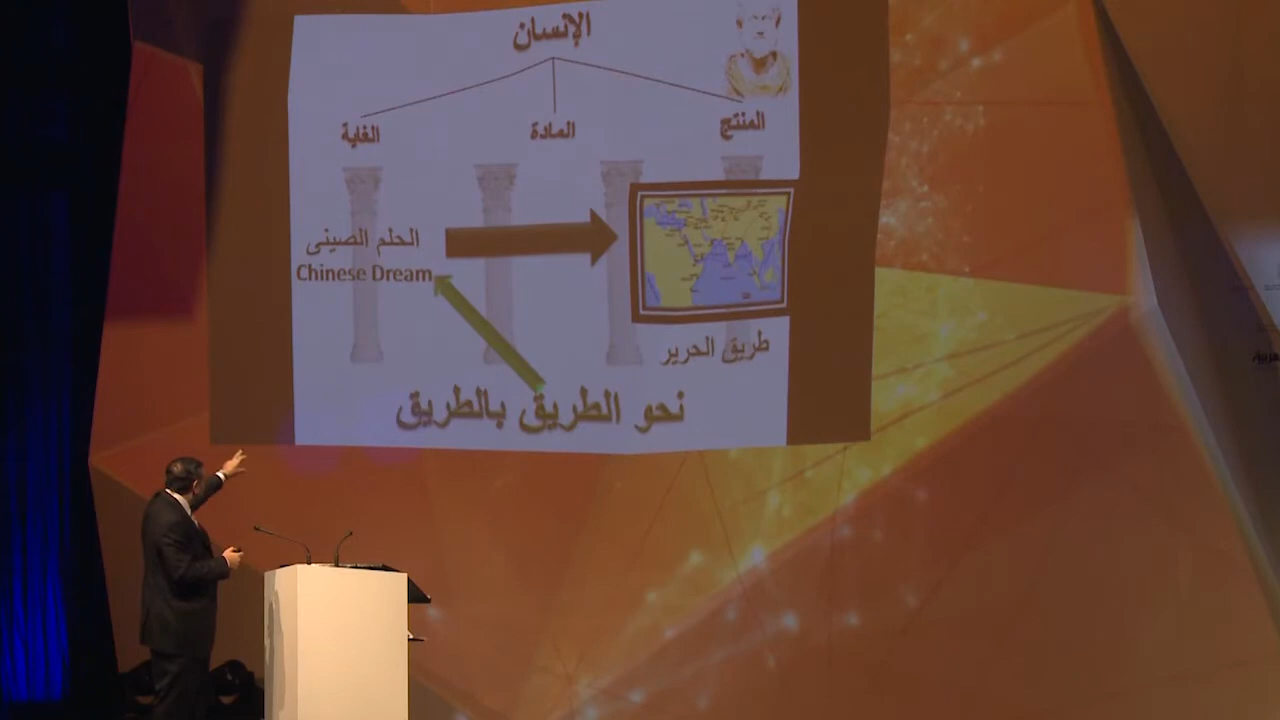 الإنسان
المنتج
المادة
الغاية
الحلم الصينى
Chinese Dream
طريق الحرير
نحو الطريق بالطريق